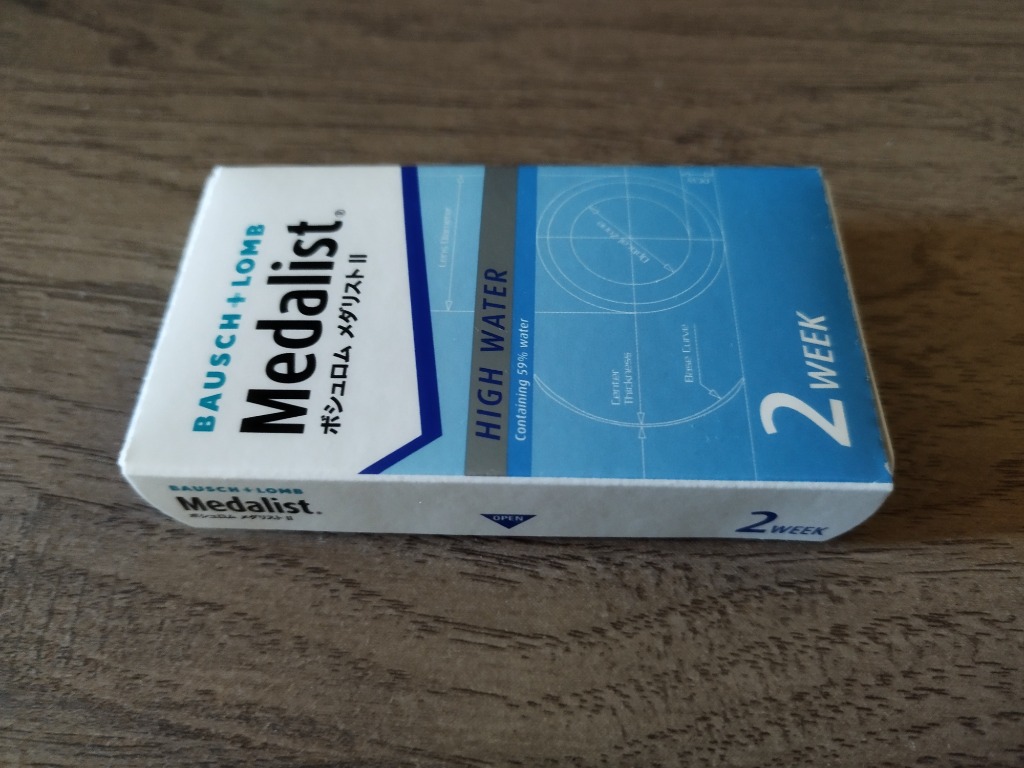 BAUSCH + LOMB
Medalist®
ボシュロム メダリスト II
HIGH WATER
Containing 59% water
Lens Diameter
Center
Thickness
Base Curve
2 WEEK
BAUSCH + LOMB
Medalist®
ボシュロム メダリスト II
OPEN
2 WEEK